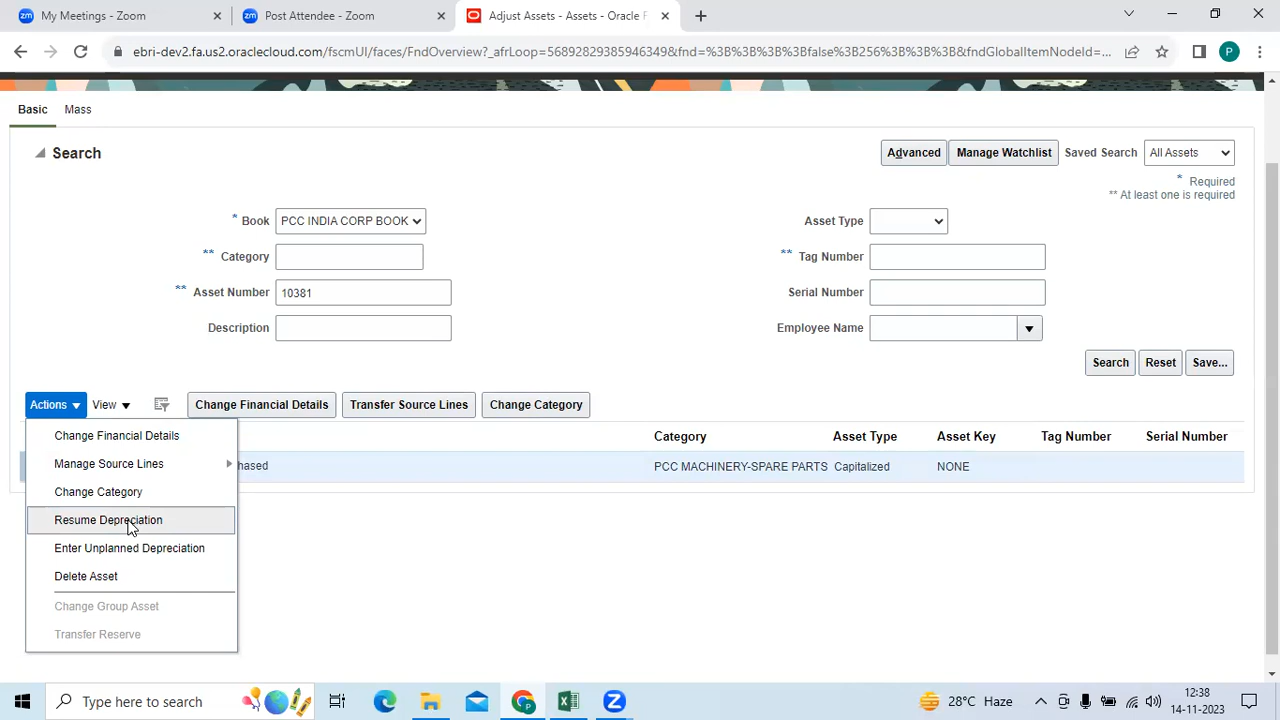 My Meetings - Zoom
Post Attendee - Zoom
Adjust Assets - Assets - Oracle F
ebri-dev2.fa.us2.oraclecloud.com/fscmUI/faces/FndOverview?_afrLoop=56892829385946349&fnd=%3B%3B%3B%3Bfalse%3B256%3B%3B%3B&fndGlobalItemNodeId=...
P
Basic Mass
Search
Advanced Manage Watchlist Saved Search All Assets
* Required
** At least one is required
* Book PCC INDIA CORP BOOK Asset Type
** Category ** Tag Number
** Asset Number 10381 Serial Number
Description Employee Name
Search Reset Save...
Actions View Change Financial Details Transfer Source Lines Change Category
Category Asset Type Asset Key Tag Number Serial Number
hased PCC MACHINERY-SPARE PARTS Capitalized NONE
Change Financial Details
Manage Source Lines
Change Category
Resume Depreciation
Enter Unplanned Depreciation
Delete Asset
Change Group Asset
Transfer Reserve
Type here to search
28°C Haze
12:38
14-11-2023